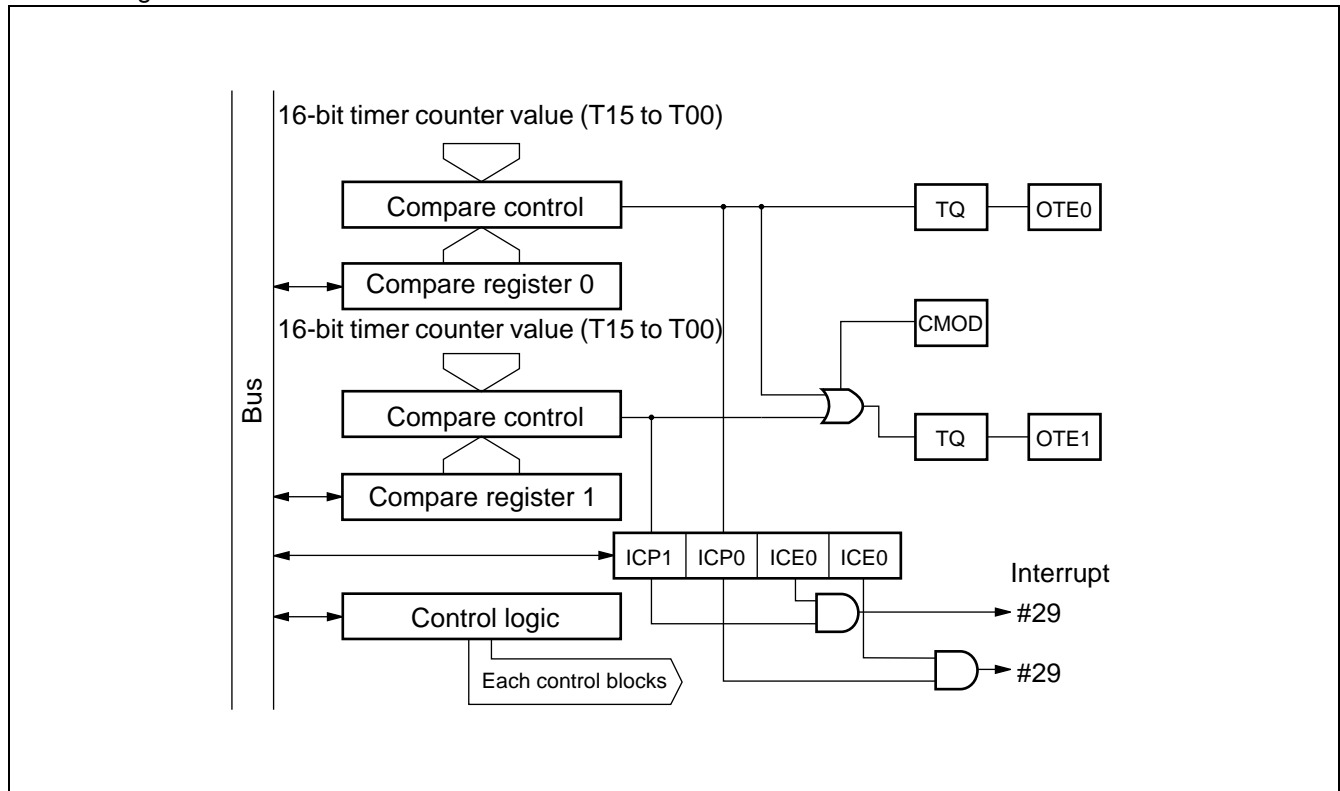 16-bit timer counter value (T15 to T00)
Compare control
TQ
OTE0
Compare register 0
16-bit timer counter value (T15 to T00)
CMOD
Bus
Compare control
TQ
OTE1
Compare register 1
ICP1 ICP0 ICE0 ICE0
Interrupt
#29
Control logic
#29
Each control blocks